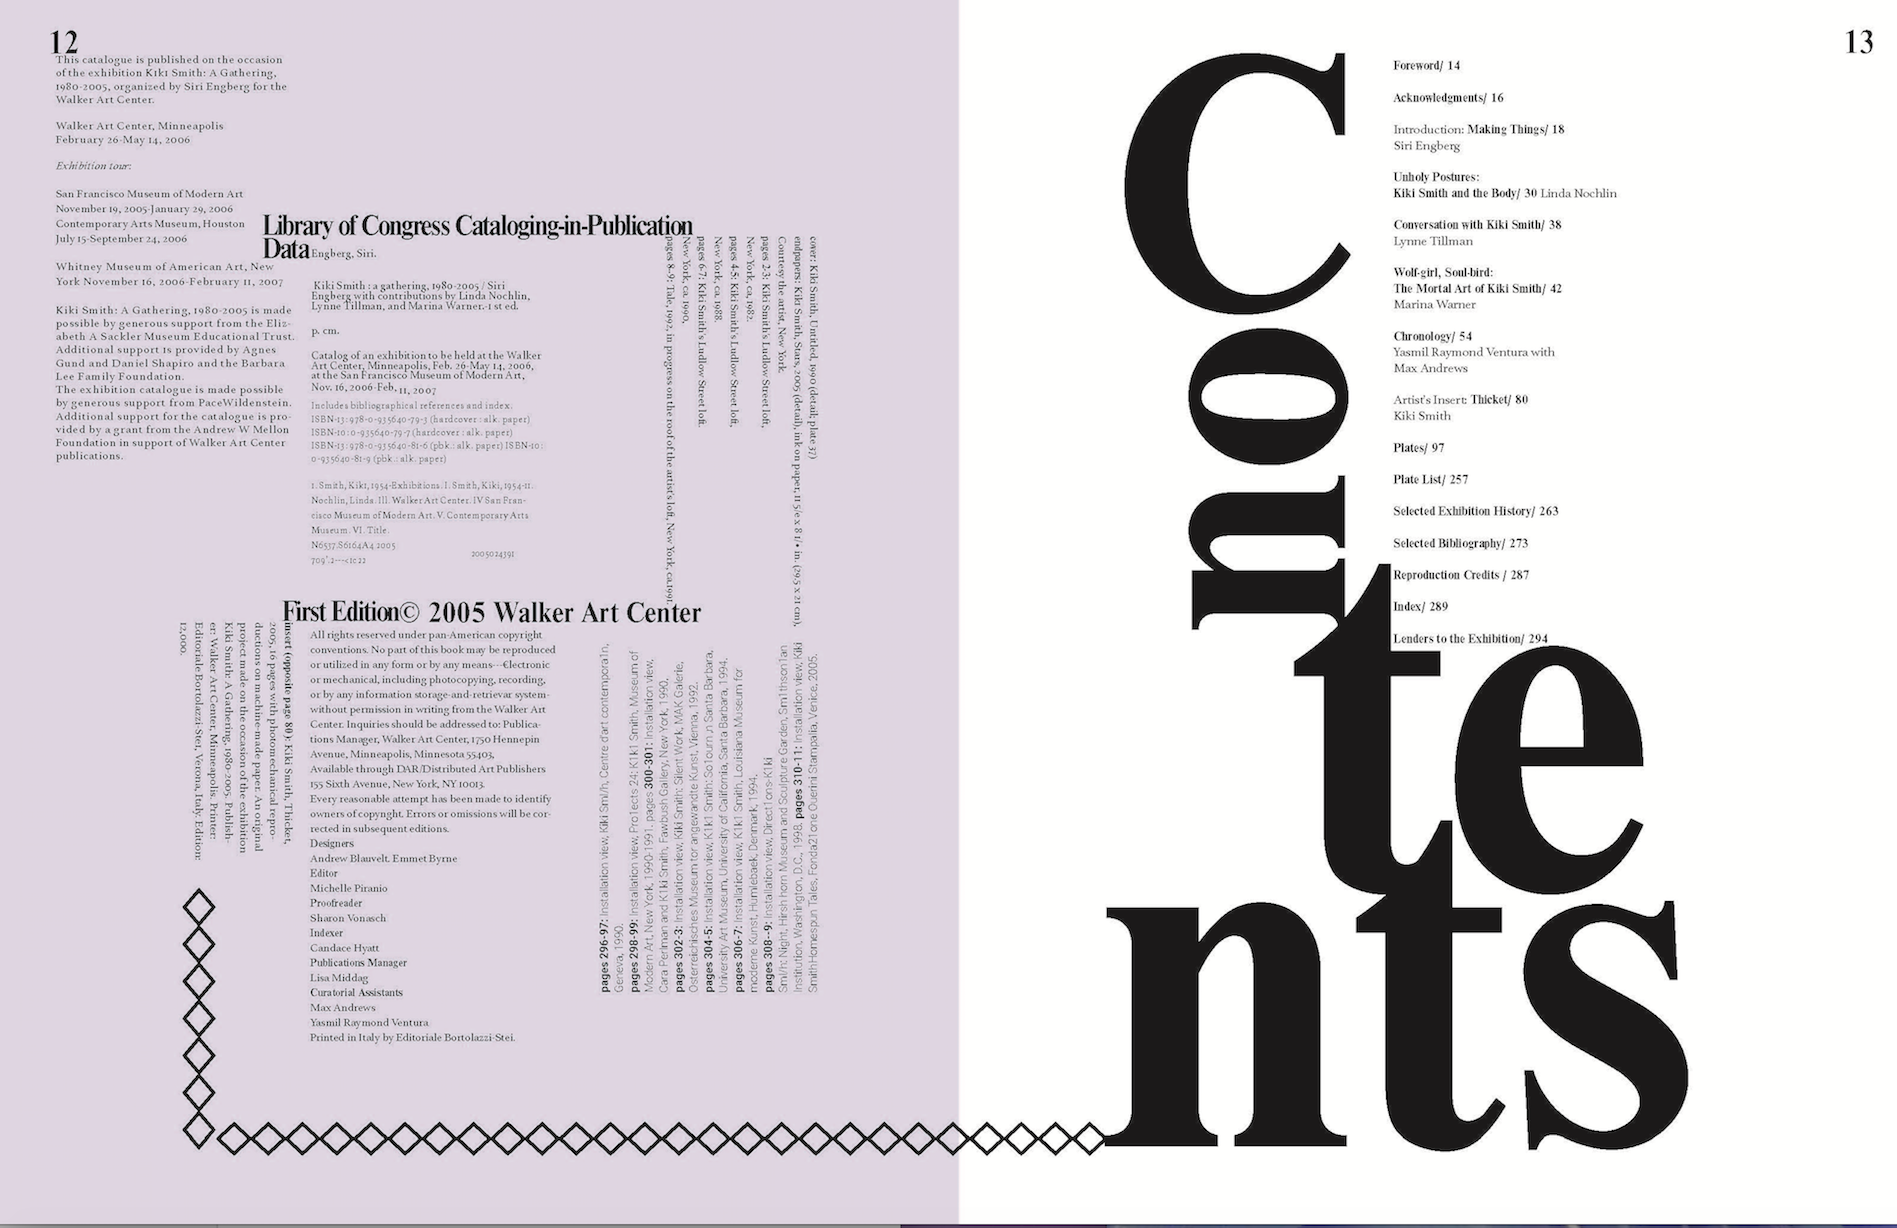 12
This catalogue is published on the occasion
of the exhibition Kiki Smith: A Gathering,
1980-2005, organized by Siri Engberg for the
Walker Art Center.
Walker Art Center, Minneapolis
February 26-May 14, 2006
Exhibition tour:
San Francisco Museum of Modern Art
November 19, 2005-January 29, 2006
Contemporary Arts Museum, Houston
July 15-September 24, 2006
Whitney Museum of American Art, New
York November 16, 2006-February 11, 2007
Kiki Smith: A Gathering, 1980-2005 is made
possible by generous support from the Eliz-
abeth A Sackler Museum Educational Trust.
Additional support is provided by Agnes
Gund and Daniel Shapiro and the Barbara
Lee Family Foundation.
The exhibition catalogue is made possible
by generous support from PaceWildenstein.
Additional support for the catalogue is pro-
vided by a grant from the Andrew W Mellon
Foundation in support of Walker Art Center
publications.
Library of Congress Cataloging-in-Publication
Data Engberg, Siri.
Kiki Smith : a gathering, 1980-2005 / Siri
Engberg with contributions by Linda Nochlin,
Lynne Tillman, and Marina Warner.-1 st ed.
p. cm.
Catalog of an exhibition to be held at the Walker
Art Center, Minneapolis, Feb. 26-May 14, 2006,
at the San Francisco Museum of Modern Art,
Nov. 16, 2006-Feb. 11, 2007
Includes bibliographical references and index.
ISBN-13: 978-0-935640-79-3 (hardcover : alk. paper)
ISBN-10: 0-935640-79-7 (hardcover : alk. paper)
ISBN-13: 978-0-935640-81-6 (pbk.: alk. paper) ISBN-10:
0-935640-81-9 (pbk.: alk. paper)
1. Smith, Kiki, 1954-Exhibitions. I. Smith, Kiki, 1954-11.
Nochlin, Linda. III. Walker Art Center. IV San Fran-
cisco Museum of Modern Art. V. Contemporary Arts
Museum. VI. Title.
N6537.S6164A4 2005
709'.2---<1c22
2005024391
cover: Kiki Smith, Untitled, 1990 (detail; plate 37)
endpapers: Kiki Smith, Stars, 2005 (detail), ink on paper, 11 5/e x 8 1/• in. (29.5 x 21 cm),
Courtesy the artist, New York
pages 2-3: Kiki Smith's Ludlow Street loft,
New York, ca. 1982.
pages 4-5: Kiki Smith's Ludlow Street loft,
New York, ca. 1988.
pages 6-7: Kiki Smith's Ludlow Street loft,
New York, ca. 1990.
pages 8-9: Tale, 1992, in progress on the roof of the artist's loft, New York, ca. 1991.
First Edition© 2005 Walker Art Center
All rights reserved under pan-American copyright
conventions. No part of this book may be reproduced
or utilized in any form or by any means---€lectronic
or mechanical, including photocopying, recording,
or by any information storage-and-retrievar system-
without permission in writing from the Walker Art
Center. Inquiries should be addressed to: Publica-
tions Manager, Walker Art Center, 1750 Hennepin
Avenue, Minneapolis, Minnesota 55403,
Available through DAR/Distributed Art Publishers
155 Sixth Avenue, New York, NY 10013.
Every reasonable attempt has been made to identify
owners of copynght. Errors or omissions will be cor-
rected in subsequent editions.
Designers
Andrew Blauvelt. Emmet Byrne
Editor
Michelle Piranio
Proofreader
Sharon Vonasch
Indexer
Candace Hyatt
Publications Manager
Lisa Middag
Curatorial Assistants
Max Andrews
Yasmil Raymond Ventura
Printed in Italy by Editoriale Bortolazzi-Stei.
insert (opposite page 80): Kiki Smith, Thicket,
2005, 16 pages with photomechanical repro-
ductions on machine-made paper. An original
project made on the occasion of the exhibition
Kiki Smith: A Gathering, 1980-2005. Publish-
er: Walker Art Center, Minneapolis. Printer:
Editoriale Bortolazzi-Stei, Verona, Italy. Edition:
12,000.
pages 296-97: Installation view, Kiki Sml/h, Centre d'art contempora1n,
Geneva, 1990.
pages 298-99: Installation view, Pro1ects 24: K1k1 Smith, Museum of
Modern Art, New York, 1990-1991. pages 300-301: Installation view,
Cara Perlman and K1ki Smith, Fawbush Gallery, New York, 1990.
pages 302-3: Installation view, Kiki Smith: Silent Work, MAK Galerie,
Osterreichisches Museum tor angewandte Kunst, Vienna, 1992.
pages 304-5: Installation view, K1k1 Smith: So1ourn ;n Santa Barbara,
University Art Museum, University of California, Santa Barbara, 1994.
pages 306-7: Installation view, K1k1 Smith, Louisiana Museum for
moderne Kunst, Humlebaek, Denmark, 1994.
pages 308--9: Installation view, Direct1ons-K1ki
Sml/h: Night, Hirshhorn Museum and Sculpture Garden, Sm1thson1an
Institution, Washington, D.C., 1998. pages 310-11: Installation view, Kiki
Smith Homespun Tales, Fonda21one Ouerini Stampalia, Venice, 2005.
13
Contents
Foreword/ 14
Acknowledgments/ 16
Introduction: Making Things/ 18
Siri Engberg
Unholy Postures:
Kiki Smith and the Body/ 30 Linda Nochlin
Conversation with Kiki Smith/ 38
Lynne Tillman
Wolf-girl, Soul-bird:
The Mortal Art of Kiki Smith/ 42
Marina Warner
Chronology/ 54
Yasmil Raymond Ventura with
Max Andrews
Artist's Insert: Thicket/ 80
Kiki Smith
Plates/ 97
Plate List/ 257
Selected Exhibition History/ 263
Selected Bibliography/ 273
Reproduction Credits / 287
Index/ 289
Lenders to the Exhibition/ 294